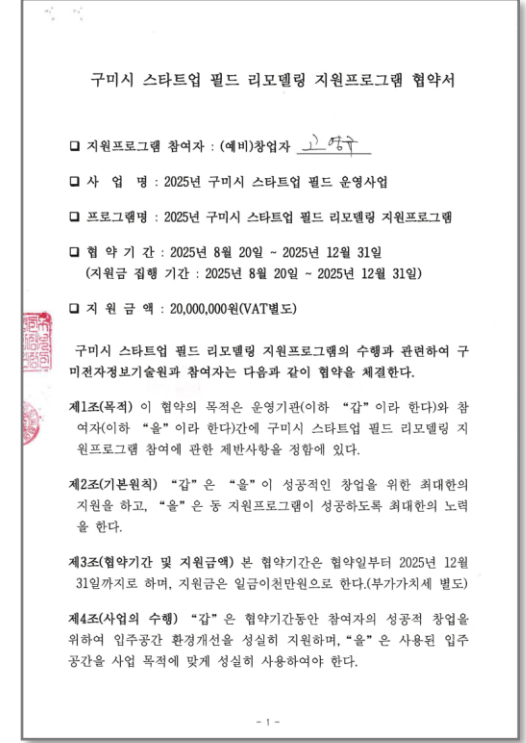 구미시 스타트업 필드 리모델링 지원프로그램 협약서
❑ 지원프로그램 참여자 : (예비)창업자 고영규
❑ 사 업 명 : 2025년 구미시 스타트업 필드 운영사업
❑ 프로그램명 : 2025년 구미시 스타트업 필드 리모델링 지원프로그램
❑ 협 약 기 간 : 2025년 8월 20일 ~ 2025년 12월 31일
(지원금 집행 기간 : 2025년 8월 20일 ~ 2025년 12월 31일)
❑ 지 원 금 액 : 20,000,000원(VAT별도)
구미시 스타트업 필드 리모델링 지원프로그램의 수행과 관련하여 구
미전자정보기술원과 참여자는 다음과 같이 협약을 체결한다.
제1조(목적) 이 협약의 목적은 운영기관(이하 “갑”이라 한다)와 참
여자(이하 “을”이라 한다)간에 구미시 스타트업 필드 리모델링 지
원프로그램 참여에 관한 제반사항을 정함에 있다.
제2조(기본원칙) “갑”은 “을”이 성공적인 창업을 위한 최대한의
지원을 하고, “을”은 동 지원프로그램이 성공하도록 최대한의 노력
을 한다.
제3조(협약기간 및 지원금액) 본 협약기간은 협약일부터 2025년 12월
31일까지로 하며, 지원금은 일금이천만원으로 한다.(부가가치세 별도)
제4조(사업의 수행) “갑”은 협약기간동안 참여자의 성공적 창업을
위하여 입주공간 환경개선을 성실히 지원하며, “을”은 사용된 입주
공간을 사업 목적에 맞게 성실히 사용하여야 한다.
- 1 -